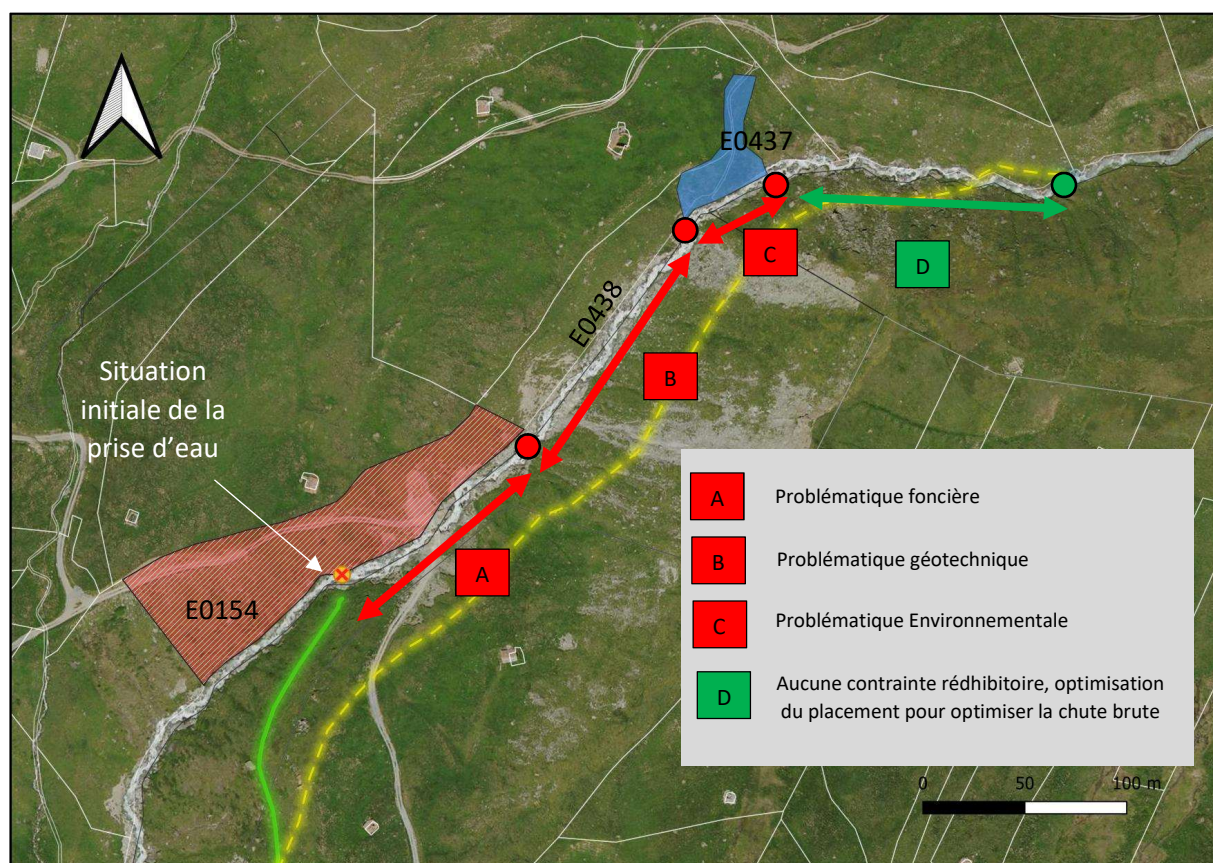 E0437
C
D
E0438
B
Situation
initiale de la
prise d’eau
A
E0154
A Problématique foncière
B Problématique géotechnique
C Problématique Environnementale
D Aucune contrainte rédhibitoire, optimisation
du placement pour optimiser la chute brute
0 50 100 m